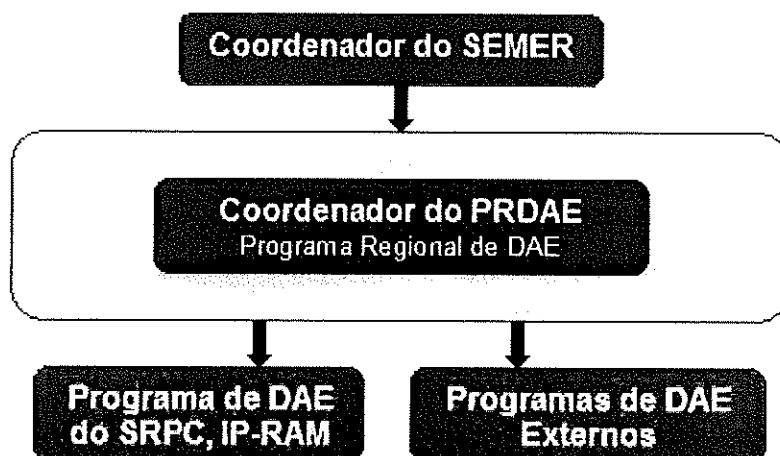 Coordenador do SEMER
Coordenador do PRDAE
Programa Regional de DAE
Programa de DAE
do SRPC, IP-RAM
Programas de DAE
Externos